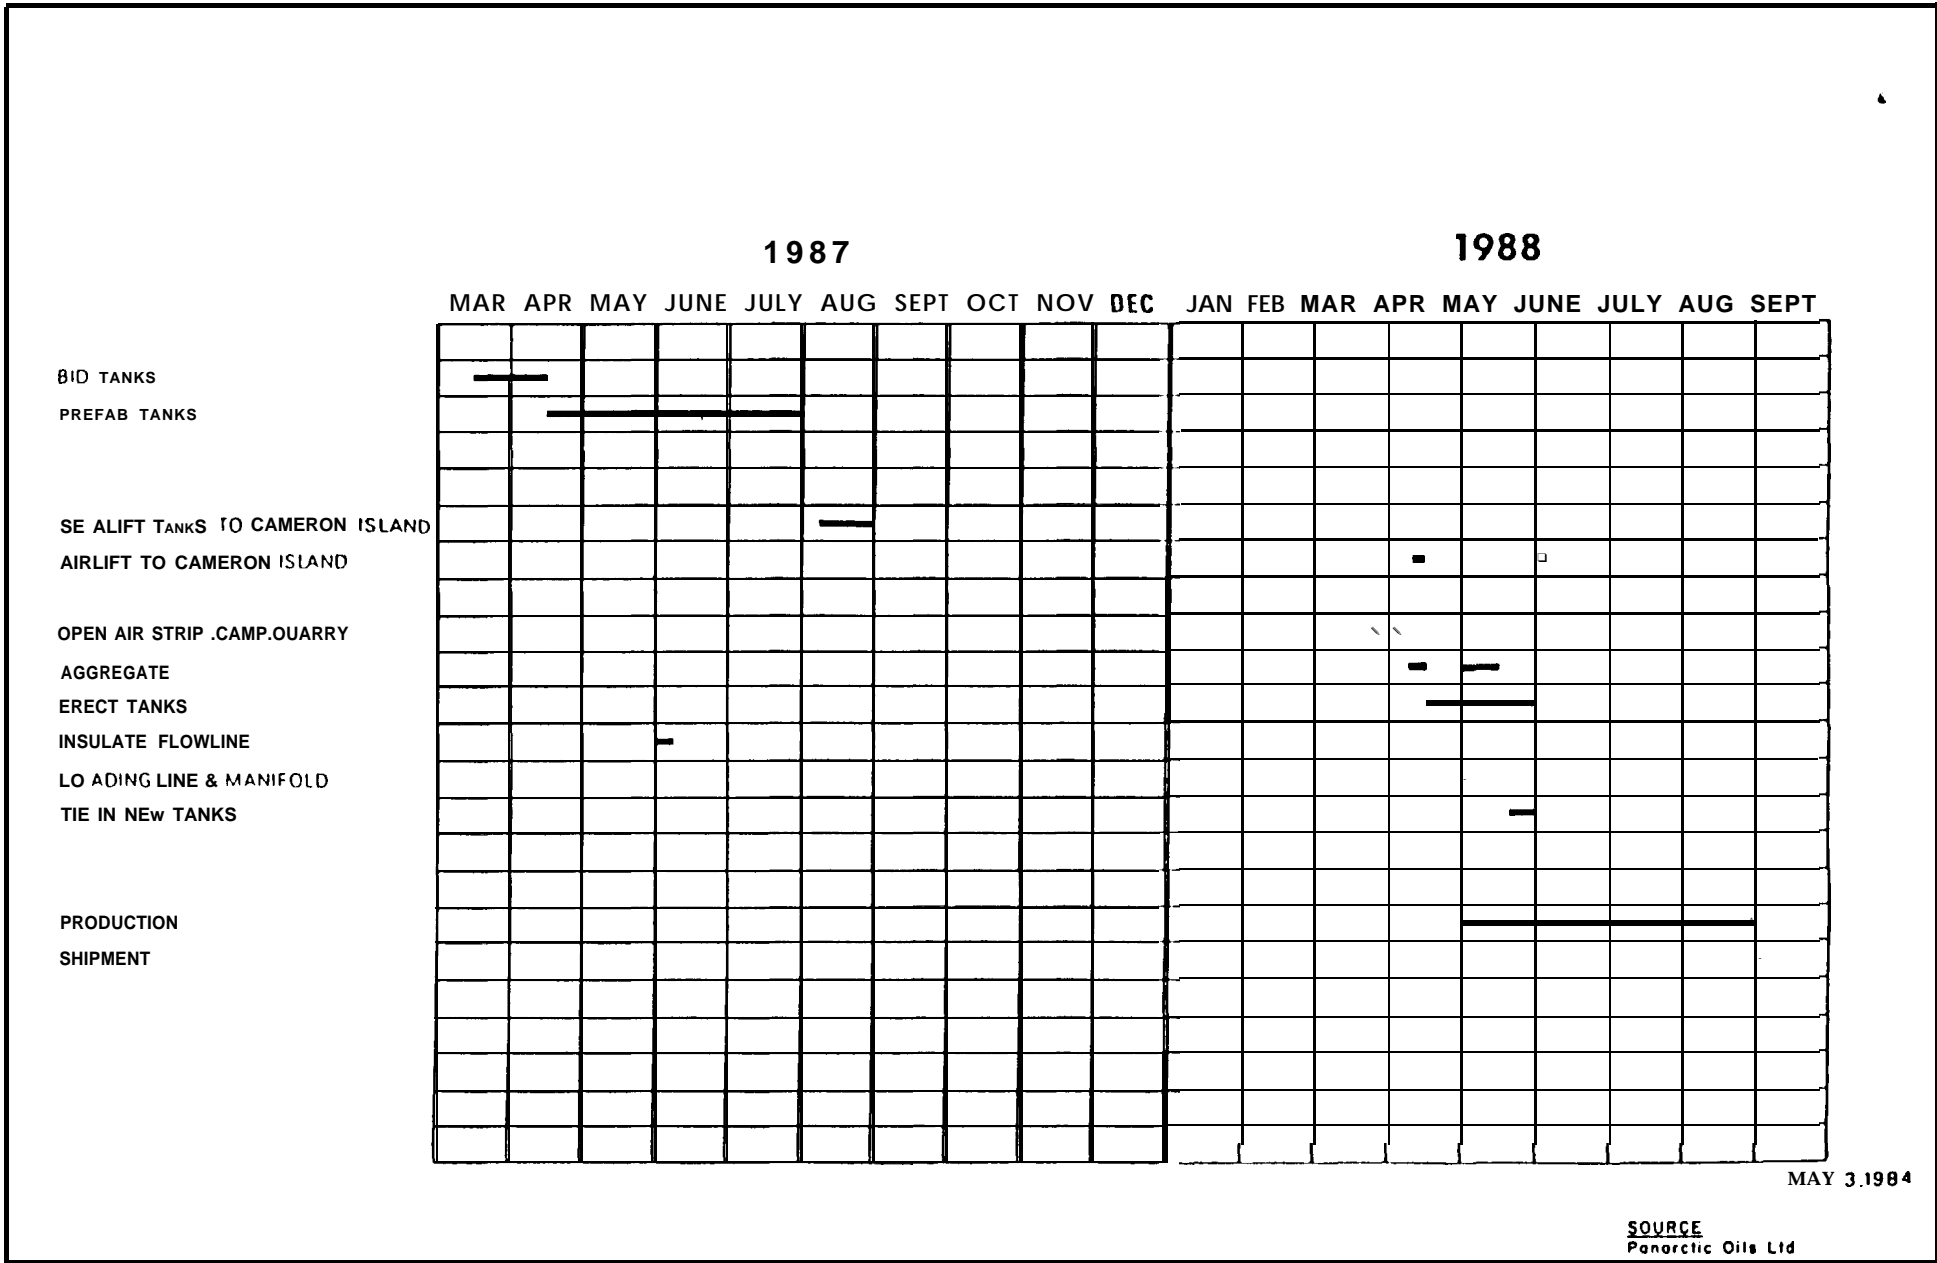 1987 1988
MAR APR MAY JUNE JULY AUG SEPT OCT NOV DEC JAN FEB MAR APR MAY JUNE JULY AUG SEPT
BID TANKS
PREFAB TANKS
SE ALIFT TANKS TO CAMERON ISLAND
AIRLIFT TO CAMERON ISLAND
OPEN AIR STRIP .CAMP.OUARRY
AGGREGATE
ERECT TANKS
INSULATE FLOWLINE
LO ADING LINE & MANIFOLD
TIE IN NEw TANKS
PRODUCTION
SHIPMENT
MAY 3.1984
SOURCE
Panarctic Oils Ltd